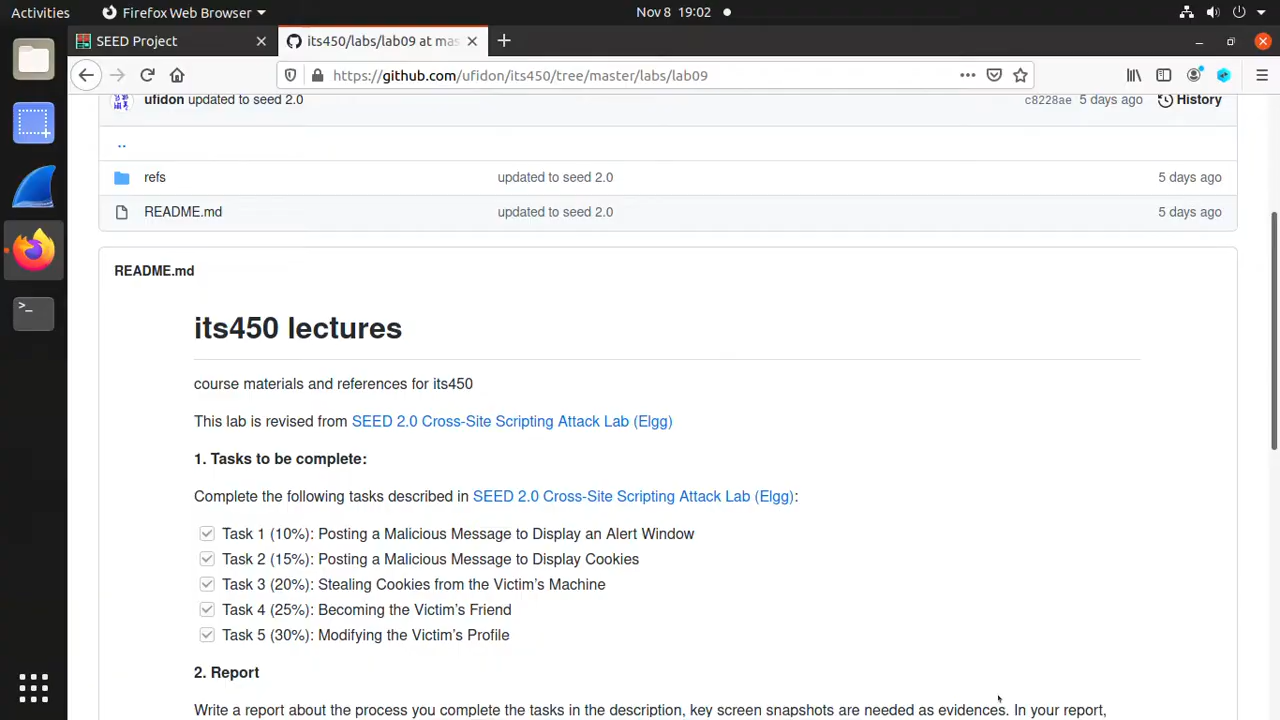 Activities Firefox Web Browser Nov 8 19:02
SEED Project its450/labs/lab09 at mas
https://github.com/ufidon/its450/tree/master/labs/lab09
ufidon updated to seed 2.0 c8228ae 5 days ago History
..
refs updated to seed 2.0 5 days ago
README.md updated to seed 2.0 5 days ago
README.md
its450 lectures
course materials and references for its450
This lab is revised from SEED 2.0 Cross-Site Scripting Attack Lab (Elgg)
1. Tasks to be complete:
Complete the following tasks described in SEED 2.0 Cross-Site Scripting Attack Lab (Elgg):
Task 1 (10%): Posting a Malicious Message to Display an Alert Window
Task 2 (15%): Posting a Malicious Message to Display Cookies
Task 3 (20%): Stealing Cookies from the Victim’s Machine
Task 4 (25%): Becoming the Victim’s Friend
Task 5 (30%): Modifying the Victim’s Profile
2. Report
Write a report about the process you complete the tasks in the description, key screen snapshots are needed as evidences. In your report,